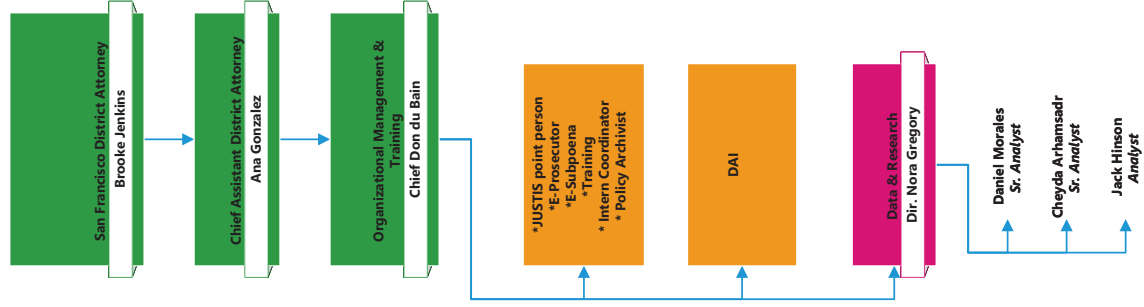 San Francisco District Attorney
Brooke Jenkins
Chief Assistant District Attorney
Ana Gonzalez
Organizational Management &
Training
Chief Don du Bain
*JUSTIS point person
*E-Prosecutor
*E-Subpoena
*Training
* Intern Coordinator
* Policy Archivist
DAI
Data & Research
Dir. Nora Gregory
Daniel Morales
Sr. Analyst
Cheyda Arhamsadr
Sr. Analyst
Jack Hinson
Analyst